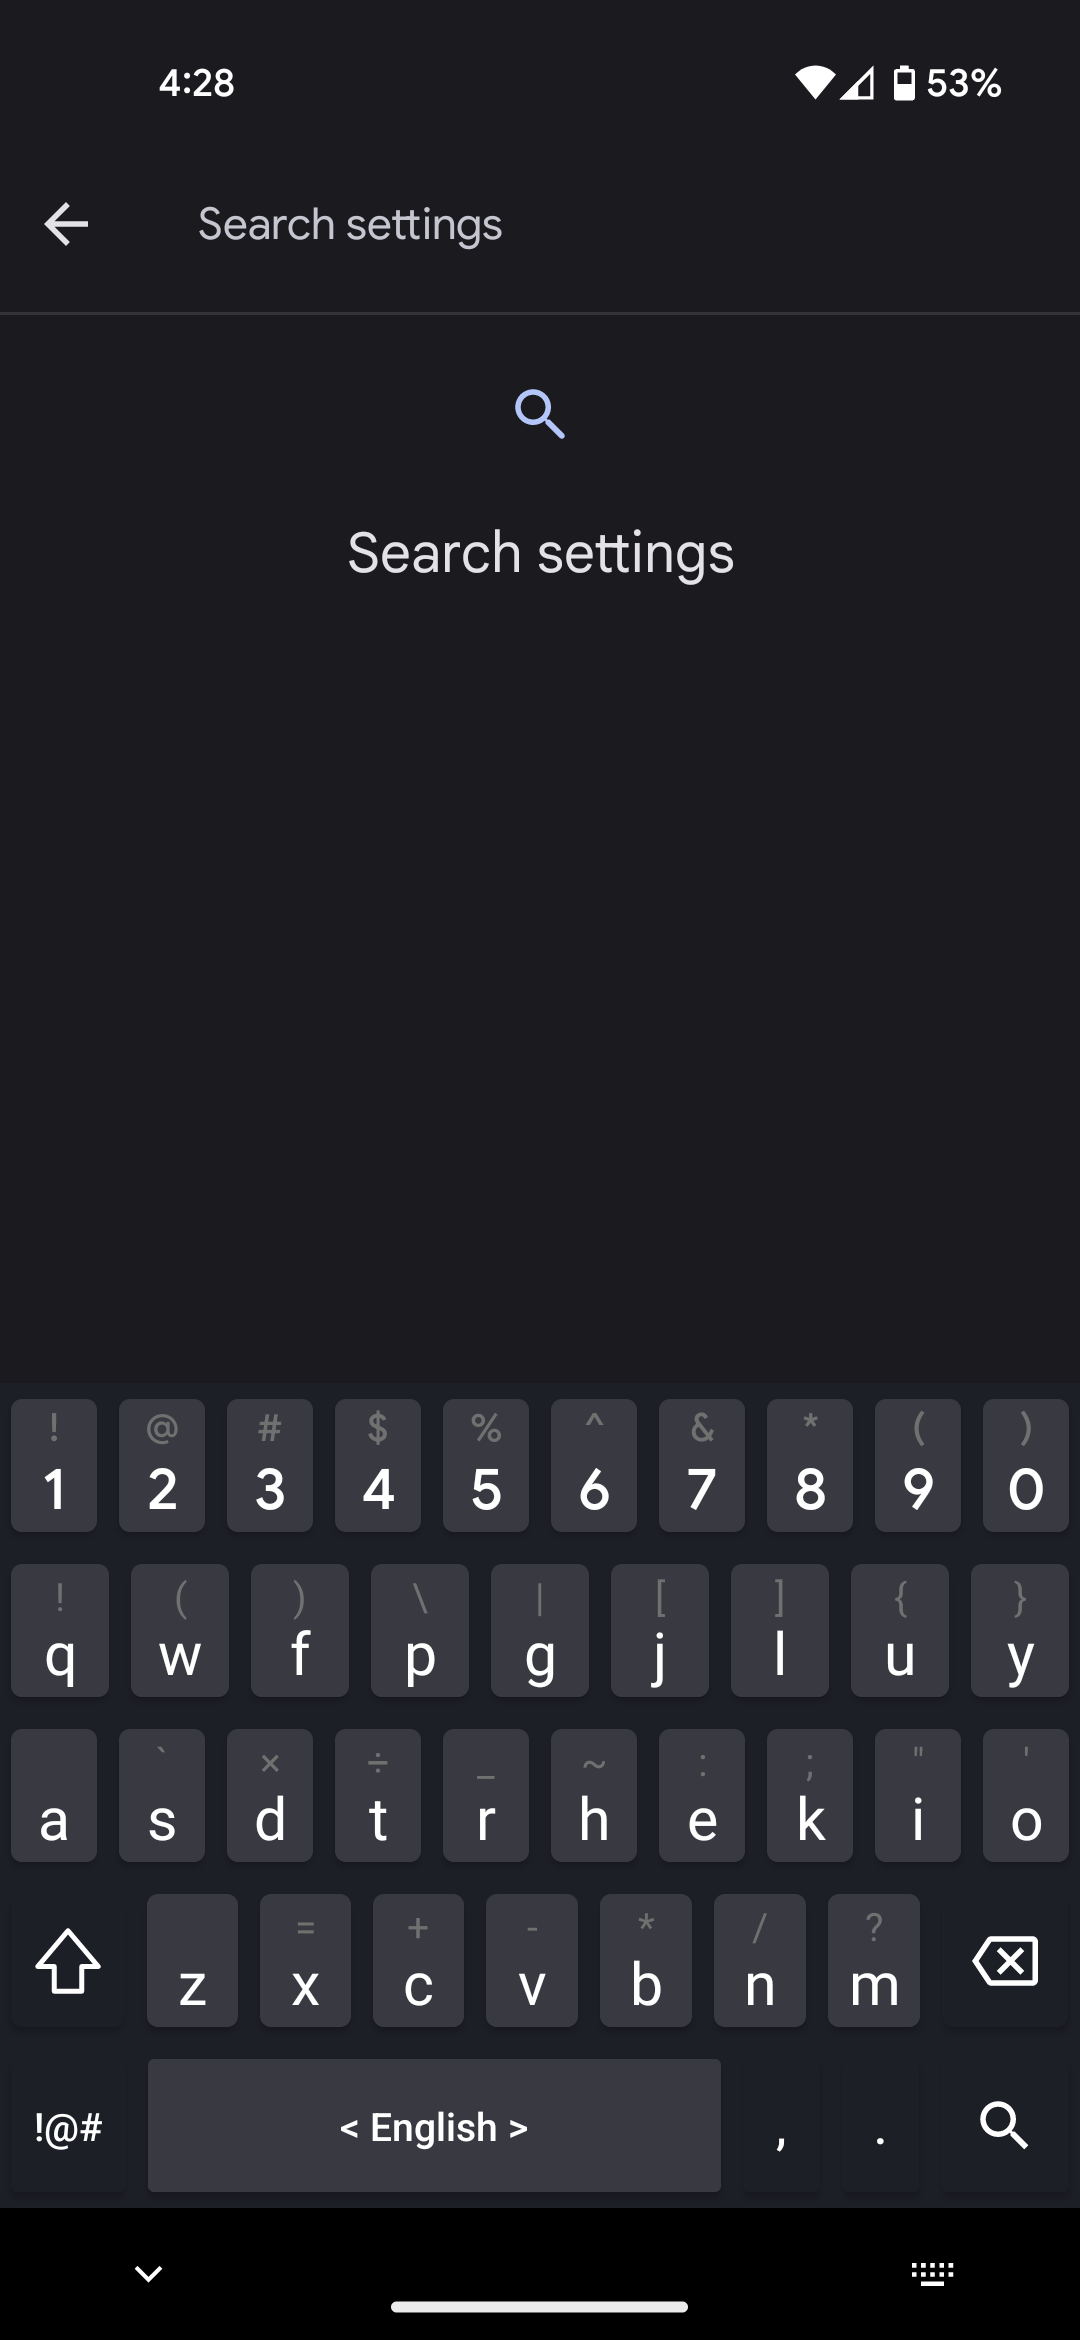 4:28 53%
Search settings
Search settings
! @ # $ % ^ & * ( )
1 2 3 4 5 6 7 8 9 0
! ( ) \ | [ ] { }
q w f p g j l u y
` × ÷ _ ~ : ; " '
a s d t r h e k i o
= + - * / ?
z x c v b n m
!@# < English > , .